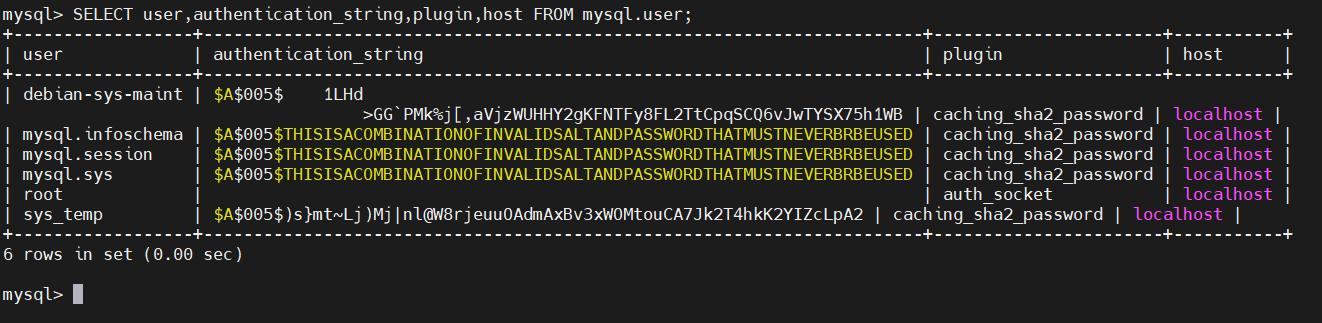 mysql> SELECT user,authentication_string,plugin,host FROM mysql.user;
+------------------+------------------------------------------------------------------------+-----------------------+-----------+
| user             | authentication_string                                                  | plugin                | host      |
+------------------+------------------------------------------------------------------------+-----------------------+-----------+
| debian-sys-maint | $A$005$    1LHd
>GG`PMk%j[,aVjzWUHHY2gKFNTFy8FL2TtCpqSCQ6vJwTYSX75h1WB | caching_sha2_password | localhost |
| mysql.infoschema | $A$005$THISISACOMBINATIONOFINVALIDSALTANDPASSWORDTHATMUSTNEVERBRBEUSED | caching_sha2_password | localhost |
| mysql.session    | $A$005$THISISACOMBINATIONOFINVALIDSALTANDPASSWORDTHATMUSTNEVERBRBEUSED | caching_sha2_password | localhost |
| mysql.sys        | $A$005$THISISACOMBINATIONOFINVALIDSALTANDPASSWORDTHATMUSTNEVERBRBEUSED | caching_sha2_password | localhost |
| root             |                                                                        | auth_socket           | localhost |
| sys_temp         | $A$005$)s}mt~Lj)Mj|nl@W8rjeuuOAdmAxBv3xWOMtouCA7Jk2T4hkK2YIZcLpA2 | caching_sha2_password | localhost |
+------------------+------------------------------------------------------------------------+-----------------------+-----------+
6 rows in set (0.00 sec)
mysql>